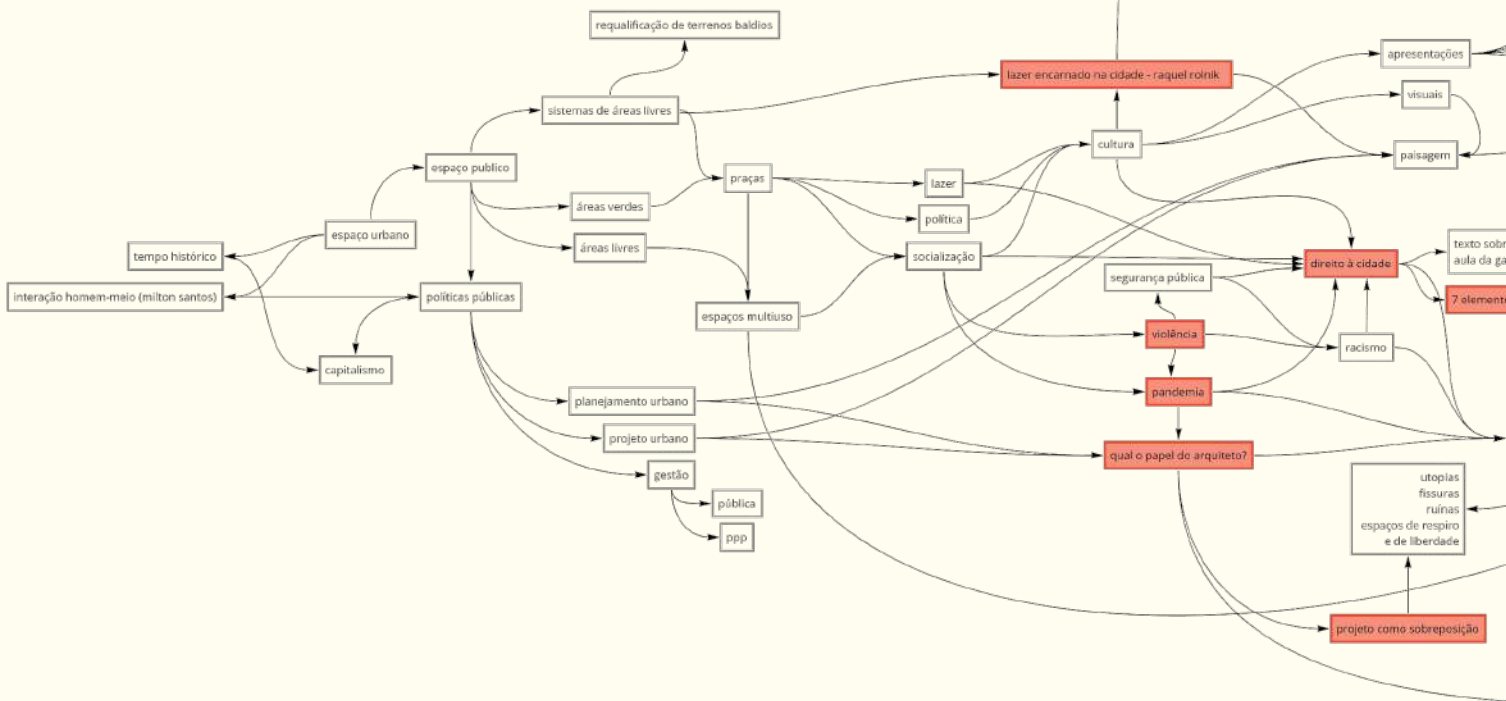 requalificação de terrenos baldios
apresentações
lazer encarnado na cidade - raquel rolnik
visuais
sistemas de áreas livres
cultura
paisagem
espaço publico
praças
lazer
áreas verdes
política
espaço urbano
áreas livres
tempo histórico
socialização
texto
aula da
direito à cidade
segurança pública
interação homem-meio (milton santos)
políticas públicas
7
espaços multiuso
violência
racismo
capitalismo
pandemia
planejamento urbano
projeto urbano
qual o papel do arquiteto?
gestão
utopias
fissuras
ruínas
espaços de respiro
e de liberdade
pública
ppp
projeto como sobreposição